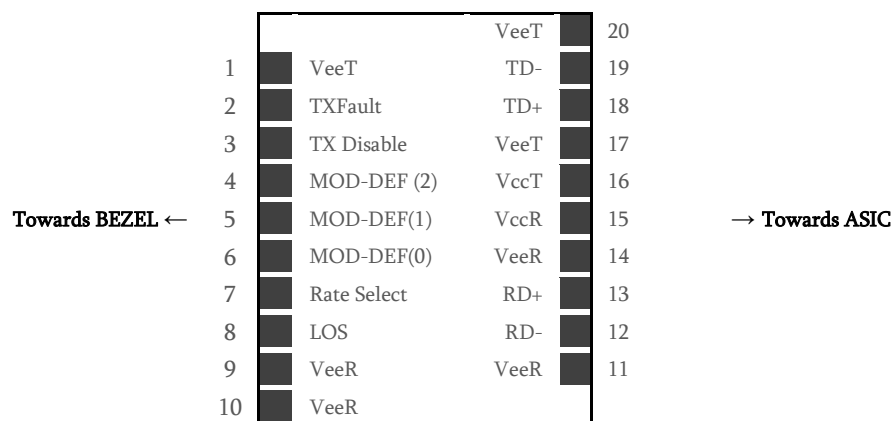 VeeT 20
1 VeeT TD- 19
2 TXFault TD+ 18
3 TX Disable VeeT 17
4 MOD-DEF (2) VccT 16
Towards BEZEL ← 5 MOD-DEF(1) VccR 15 → Towards ASIC
6 MOD-DEF(0) VeeR 14
7 Rate Select RD+ 13
8 LOS RD- 12
9 VeeR VeeR 11
10 VeeR